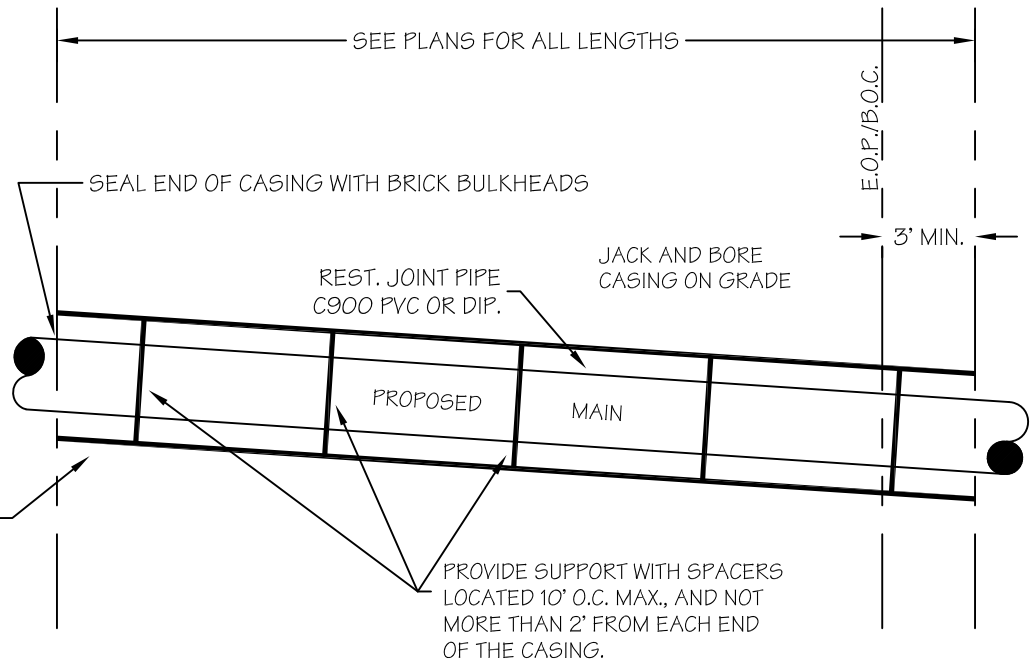 SEE PLANS FOR ALL LENGTHS
E.O.P./B.O.C.
SEAL END OF CASING WITH BRICK BULKHEADS
3' MIN.
JACK AND BORE
CASING ON GRADE
REST. JOINT PIPE
C900 PVC OR DIP.
PROPOSED MAIN
PROVIDE SUPPORT WITH SPACERS
LOCATED 10' O.C. MAX., AND NOT
MORE THAN 2' FROM EACH END
OF THE CASING.